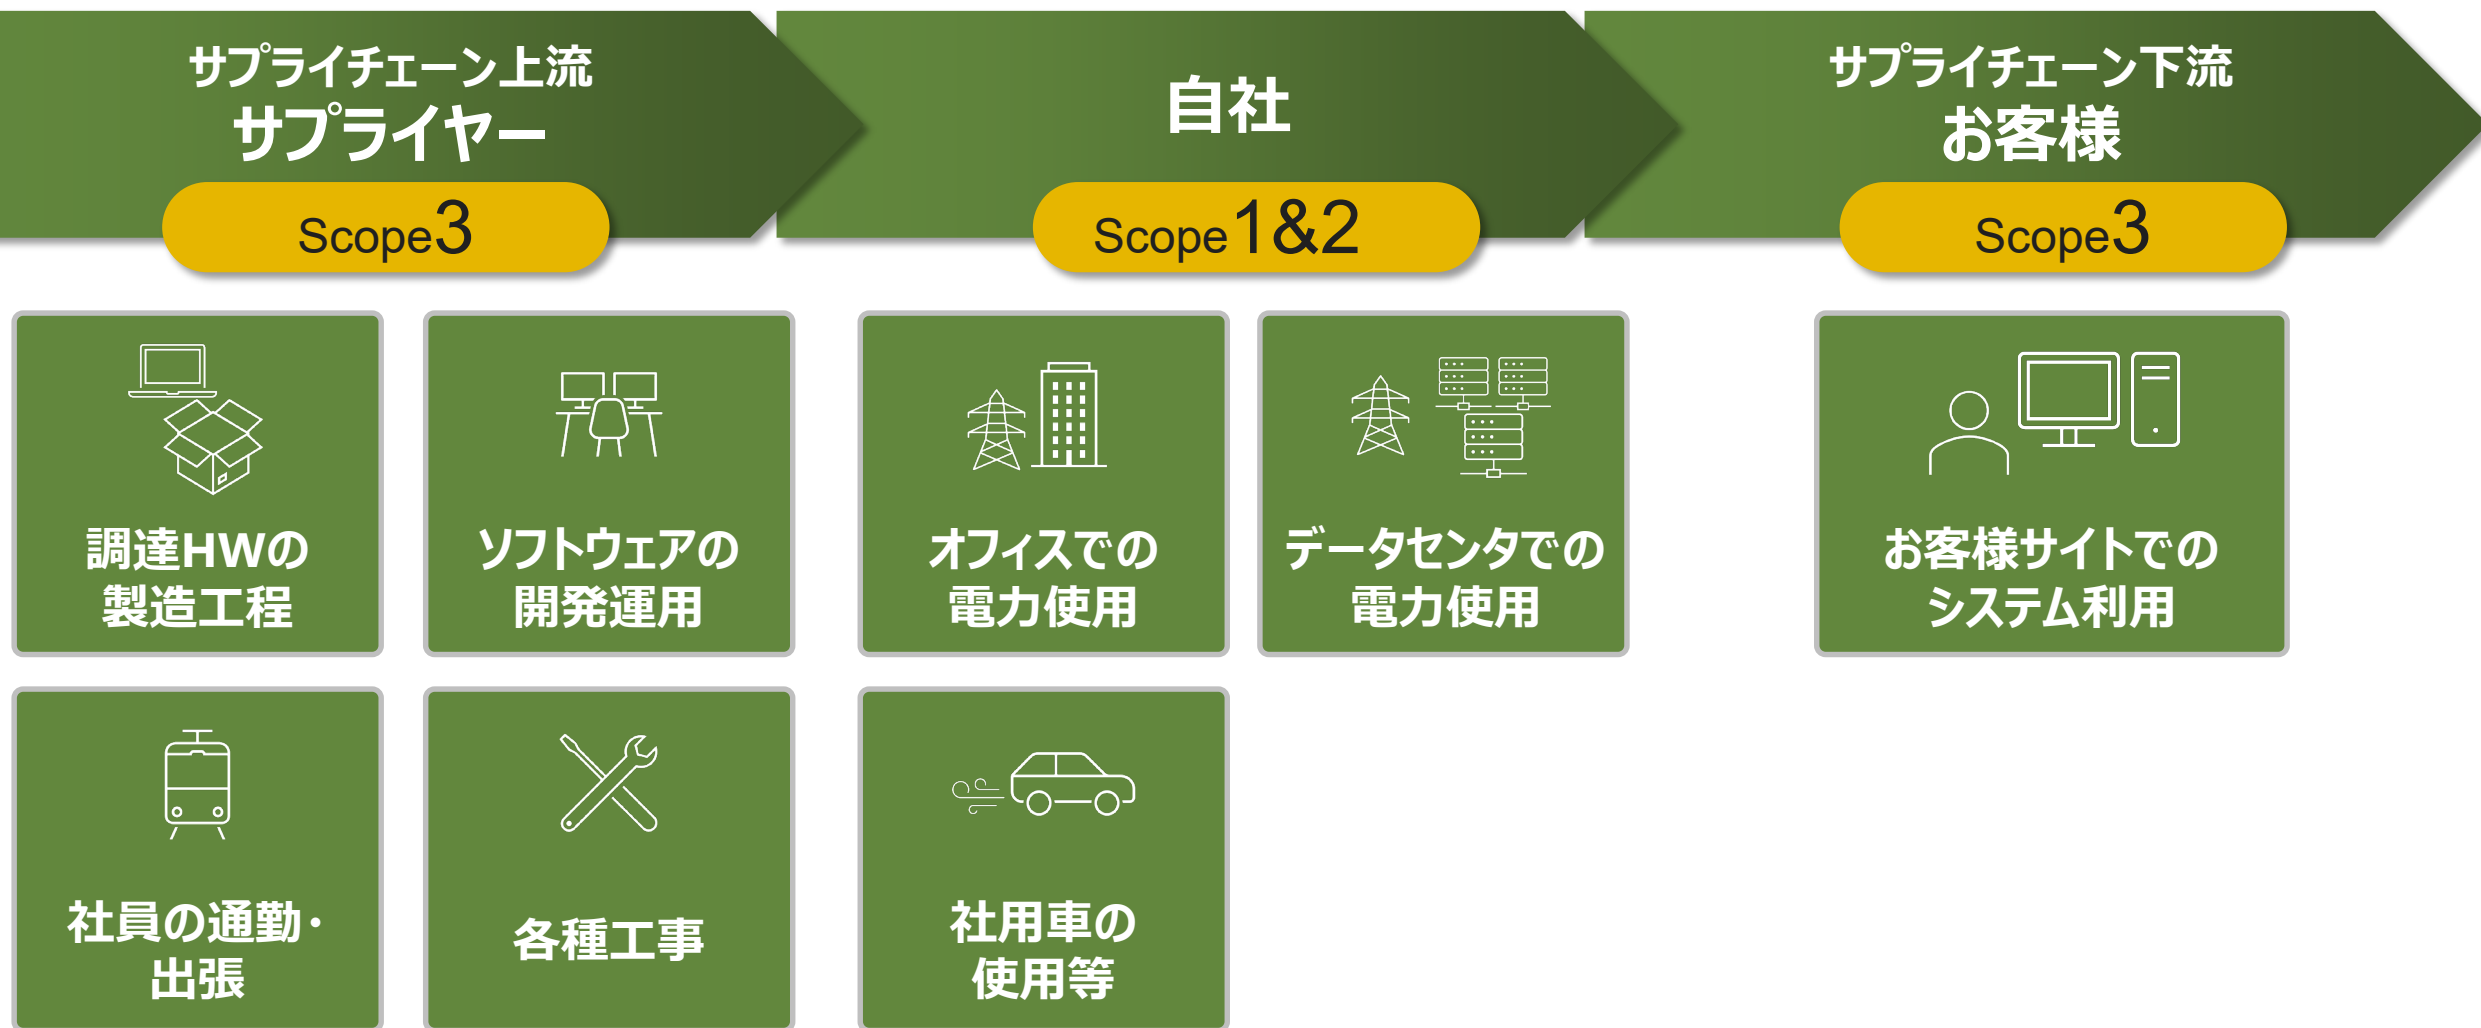 サプライチェーン上流
サプライヤー
Scope3
自社
Scope1&2
サプライチェーン下流
お客様
Scope3
調達HWの
製造工程
ソフトウェアの
開発運用
オフィスでの
電力使用
データセンタでの
電力使用
お客様サイトでの
システム利用
社員の通勤・
出張
各種工事
社用車の
使用等